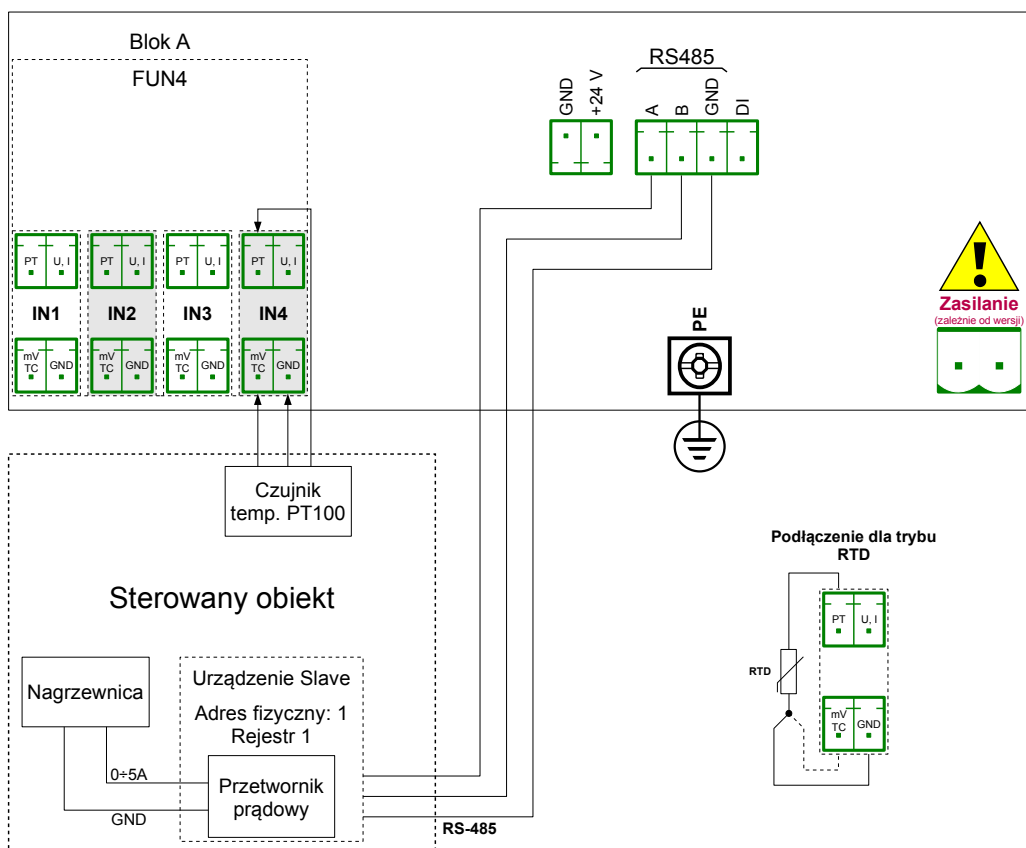 Blok A
FUN4
RS485
GND
+24 V
A
B
GND
DI
PT
U, I
PT
U, I
PT
U, I
PT
U, I
IN1
IN2
IN3
IN4
mV
TC
GND
mV
TC
GND
mV
TC
GND
mV
TC
GND
PE
Zasilanie
(zależnie od wersji)
Czujnik
temp. PT100
Sterowany obiekt
Nagrzewnica
Urządzenie Slave
Adres fizyczny: 1
Rejestr 1
Przetwornik
prądowy
0÷5A
GND
RS-485
Podłączenie dla trybu
RTD
PT
U, I
RTD
mV
TC
GND